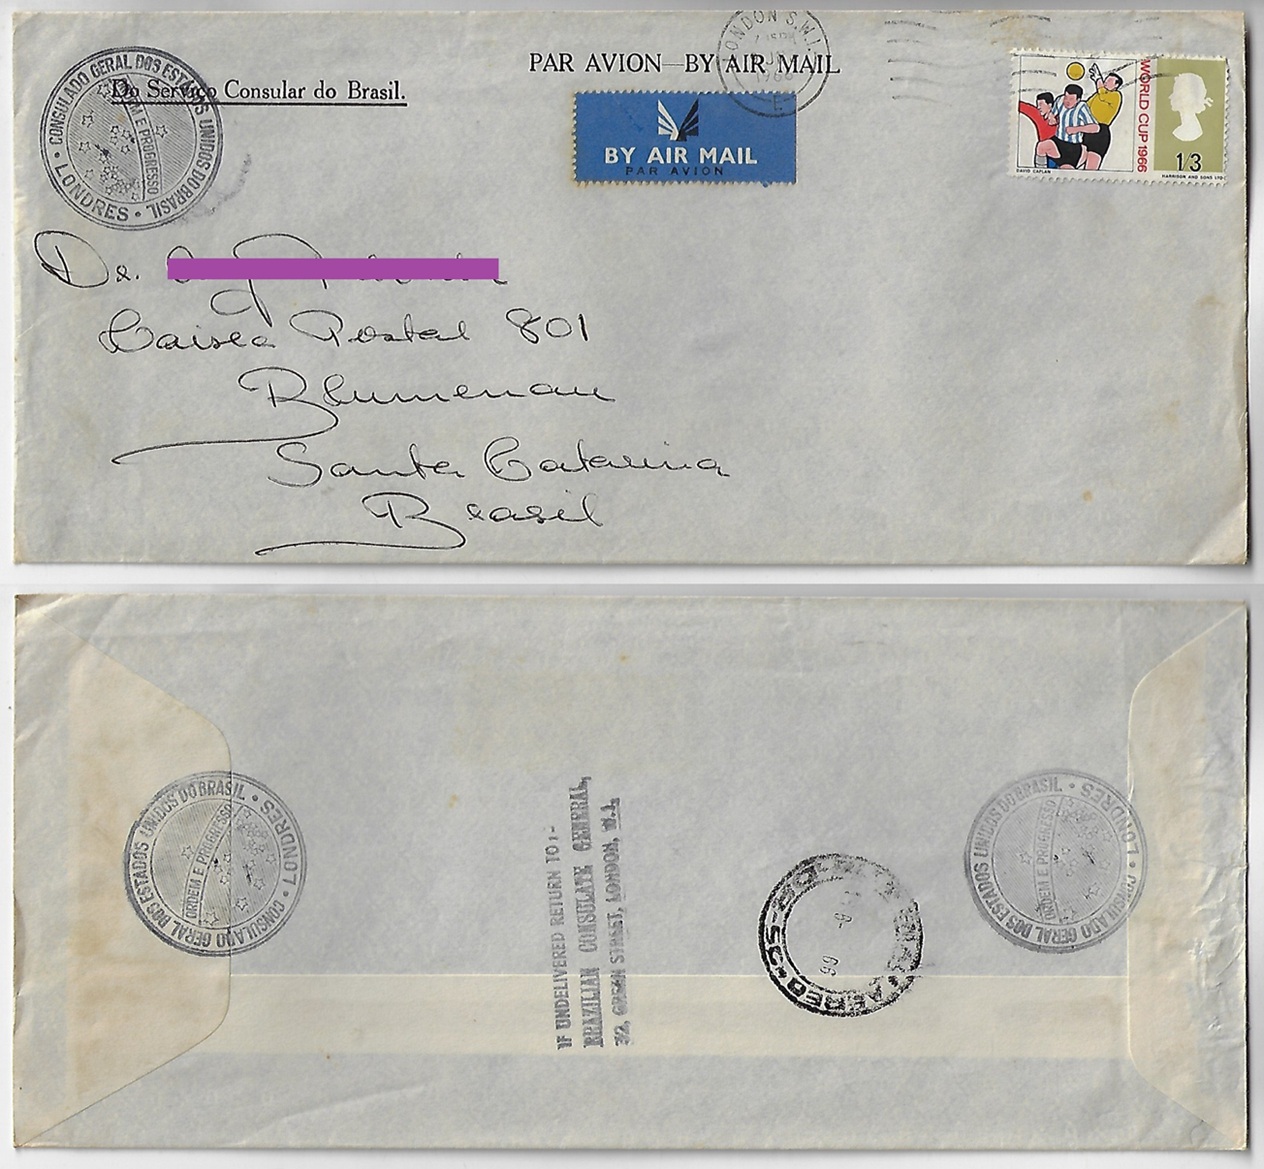 CONSULADO GERAL DOS ESTADOS UNIDOS DO BRASIL • LONDRES •
ORDEM E PROGRESSO
Do Serviço Consular do Brasil.
PAR AVION—BY AIR MAIL
BY AIR MAIL
PAR AVION
LONDON S.W.1.
E
WORLD CUP 1966
1/3
DAVID CAPLAN
HARRISON AND SONS LTD
Dr.
Caixa Postal 801
Blumenau
Santa Catarina
Brasil
CONSULADO GERAL DOS ESTADOS UNIDOS DO BRASIL • LONDRES •
ORDEM E PROGRESSO
IF UNDELIVERED RETURN TO:-
BRAZILIAN CONSULATE GENERAL,
GREEN STREET, LONDON, W.1.
AEREO
66
CONSULADO GERAL DOS ESTADOS UNIDOS DO BRASIL • LONDRES •
ORDEM E PROGRESSO